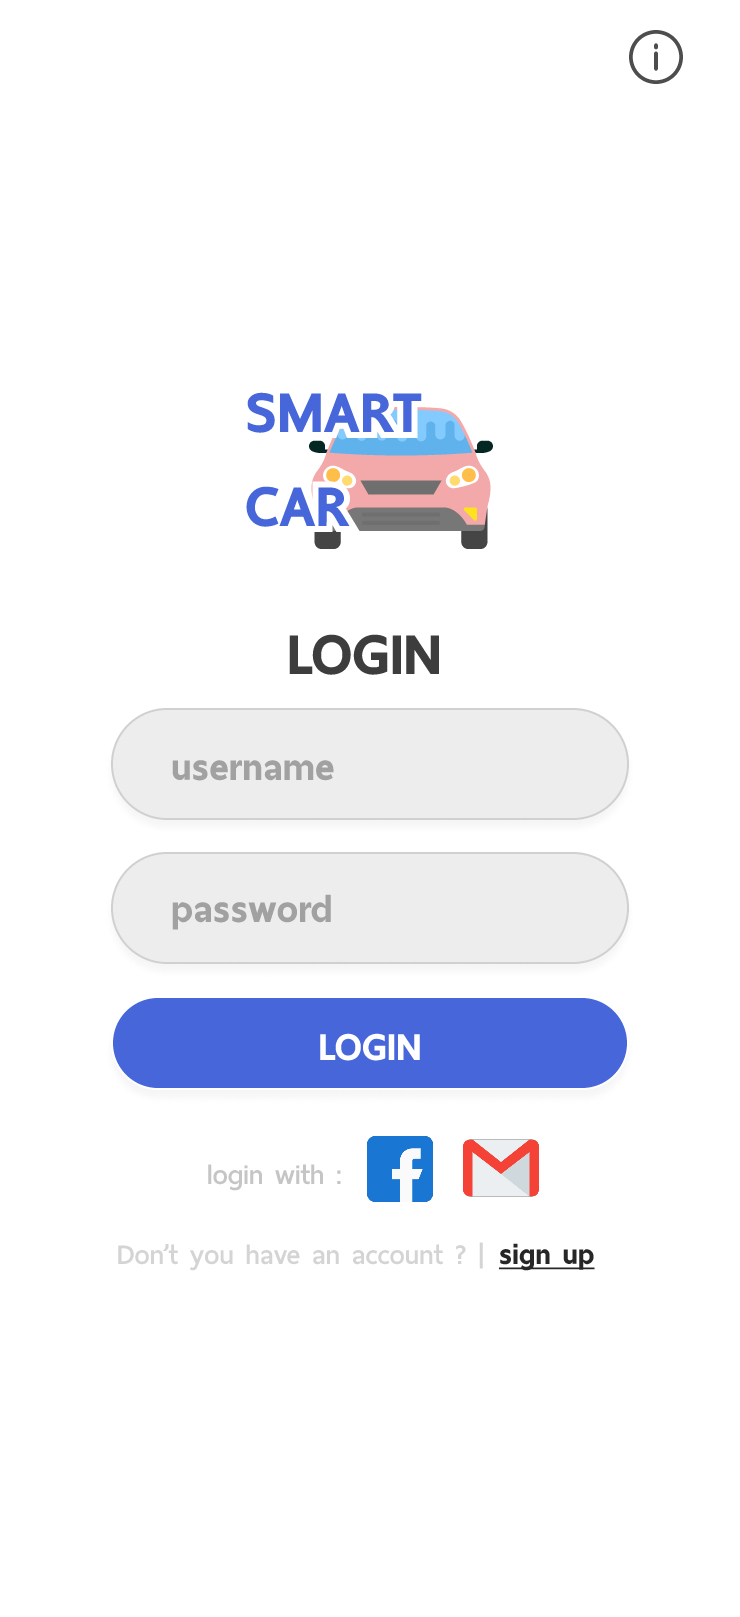 SMART
CAR
LOGIN
username
password
LOGIN
login with :
Don't you have an account ? | sign up